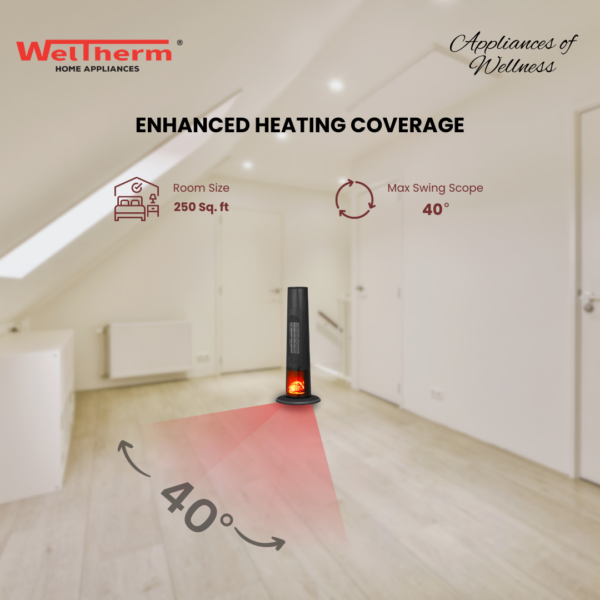 WelTherm®
HOME APPLIANCES
Appliances of
Wellness
ENHANCED HEATING COVERAGE
Room Size
250 Sq. ft
Max Swing Scope
40°
40°